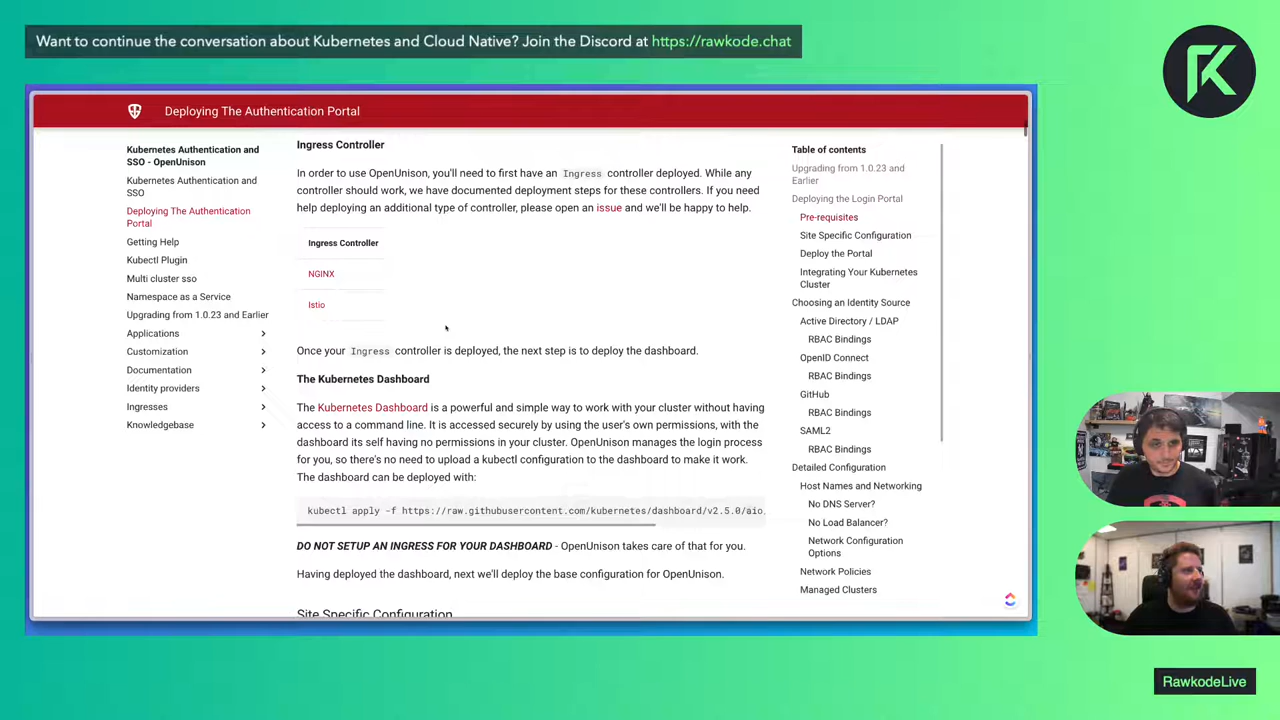 Want to continue the conversation about Kubernetes and Cloud Native? Join the Discord at https://rawkode.chat
Deploying The Authentication Portal
Kubernetes Authentication and
SSO - OpenUnison
Kubernetes Authentication and
SSO
Deploying The Authentication
Portal
Getting Help
Kubectl Plugin
Multi cluster sso
Namespace as a Service
Upgrading from 1.0.23 and Earlier
Applications
Customization
Documentation
Identity providers
Ingresses
Knowledgebase
Ingress Controller
In order to use OpenUnison, you'll need to first have an Ingress controller deployed. While any
controller should work, we have documented deployment steps for these controllers. If you need
help deploying an additional type of controller, please open an issue and we'll be happy to help.
Ingress Controller
NGINX
Istio
Once your Ingress controller is deployed, the next step is to deploy the dashboard.
The Kubernetes Dashboard
The Kubernetes Dashboard is a powerful and simple way to work with your cluster without having
access to a command line. It is accessed securely by using the user's own permissions, with the
dashboard its self having no permissions in your cluster. OpenUnison manages the login process
for you, so there's no need to upload a kubectl configuration to the dashboard to make it work.
The dashboard can be deployed with:
kubectl apply -f https://raw.githubusercontent.com/kubernetes/dashboard/v2.5.0/aio
DO NOT SETUP AN INGRESS FOR YOUR DASHBOARD - OpenUnison takes care of that for you.
Having deployed the dashboard, next we'll deploy the base configuration for OpenUnison.
Site Specific Configuration
Table of contents
Upgrading from 1.0.23 and
Earlier
Deploying the Login Portal
Pre-requisites
Site Specific Configuration
Deploy the Portal
Integrating Your Kubernetes
Cluster
Choosing an Identity Source
Active Directory / LDAP
RBAC Bindings
OpenID Connect
RBAC Bindings
GitHub
RBAC Bindings
SAML2
RBAC Bindings
Detailed Configuration
Host Names and Networking
No DNS Server?
No Load Balancer?
Network Configuration
Options
Network Policies
Managed Clusters
RawkodeLive